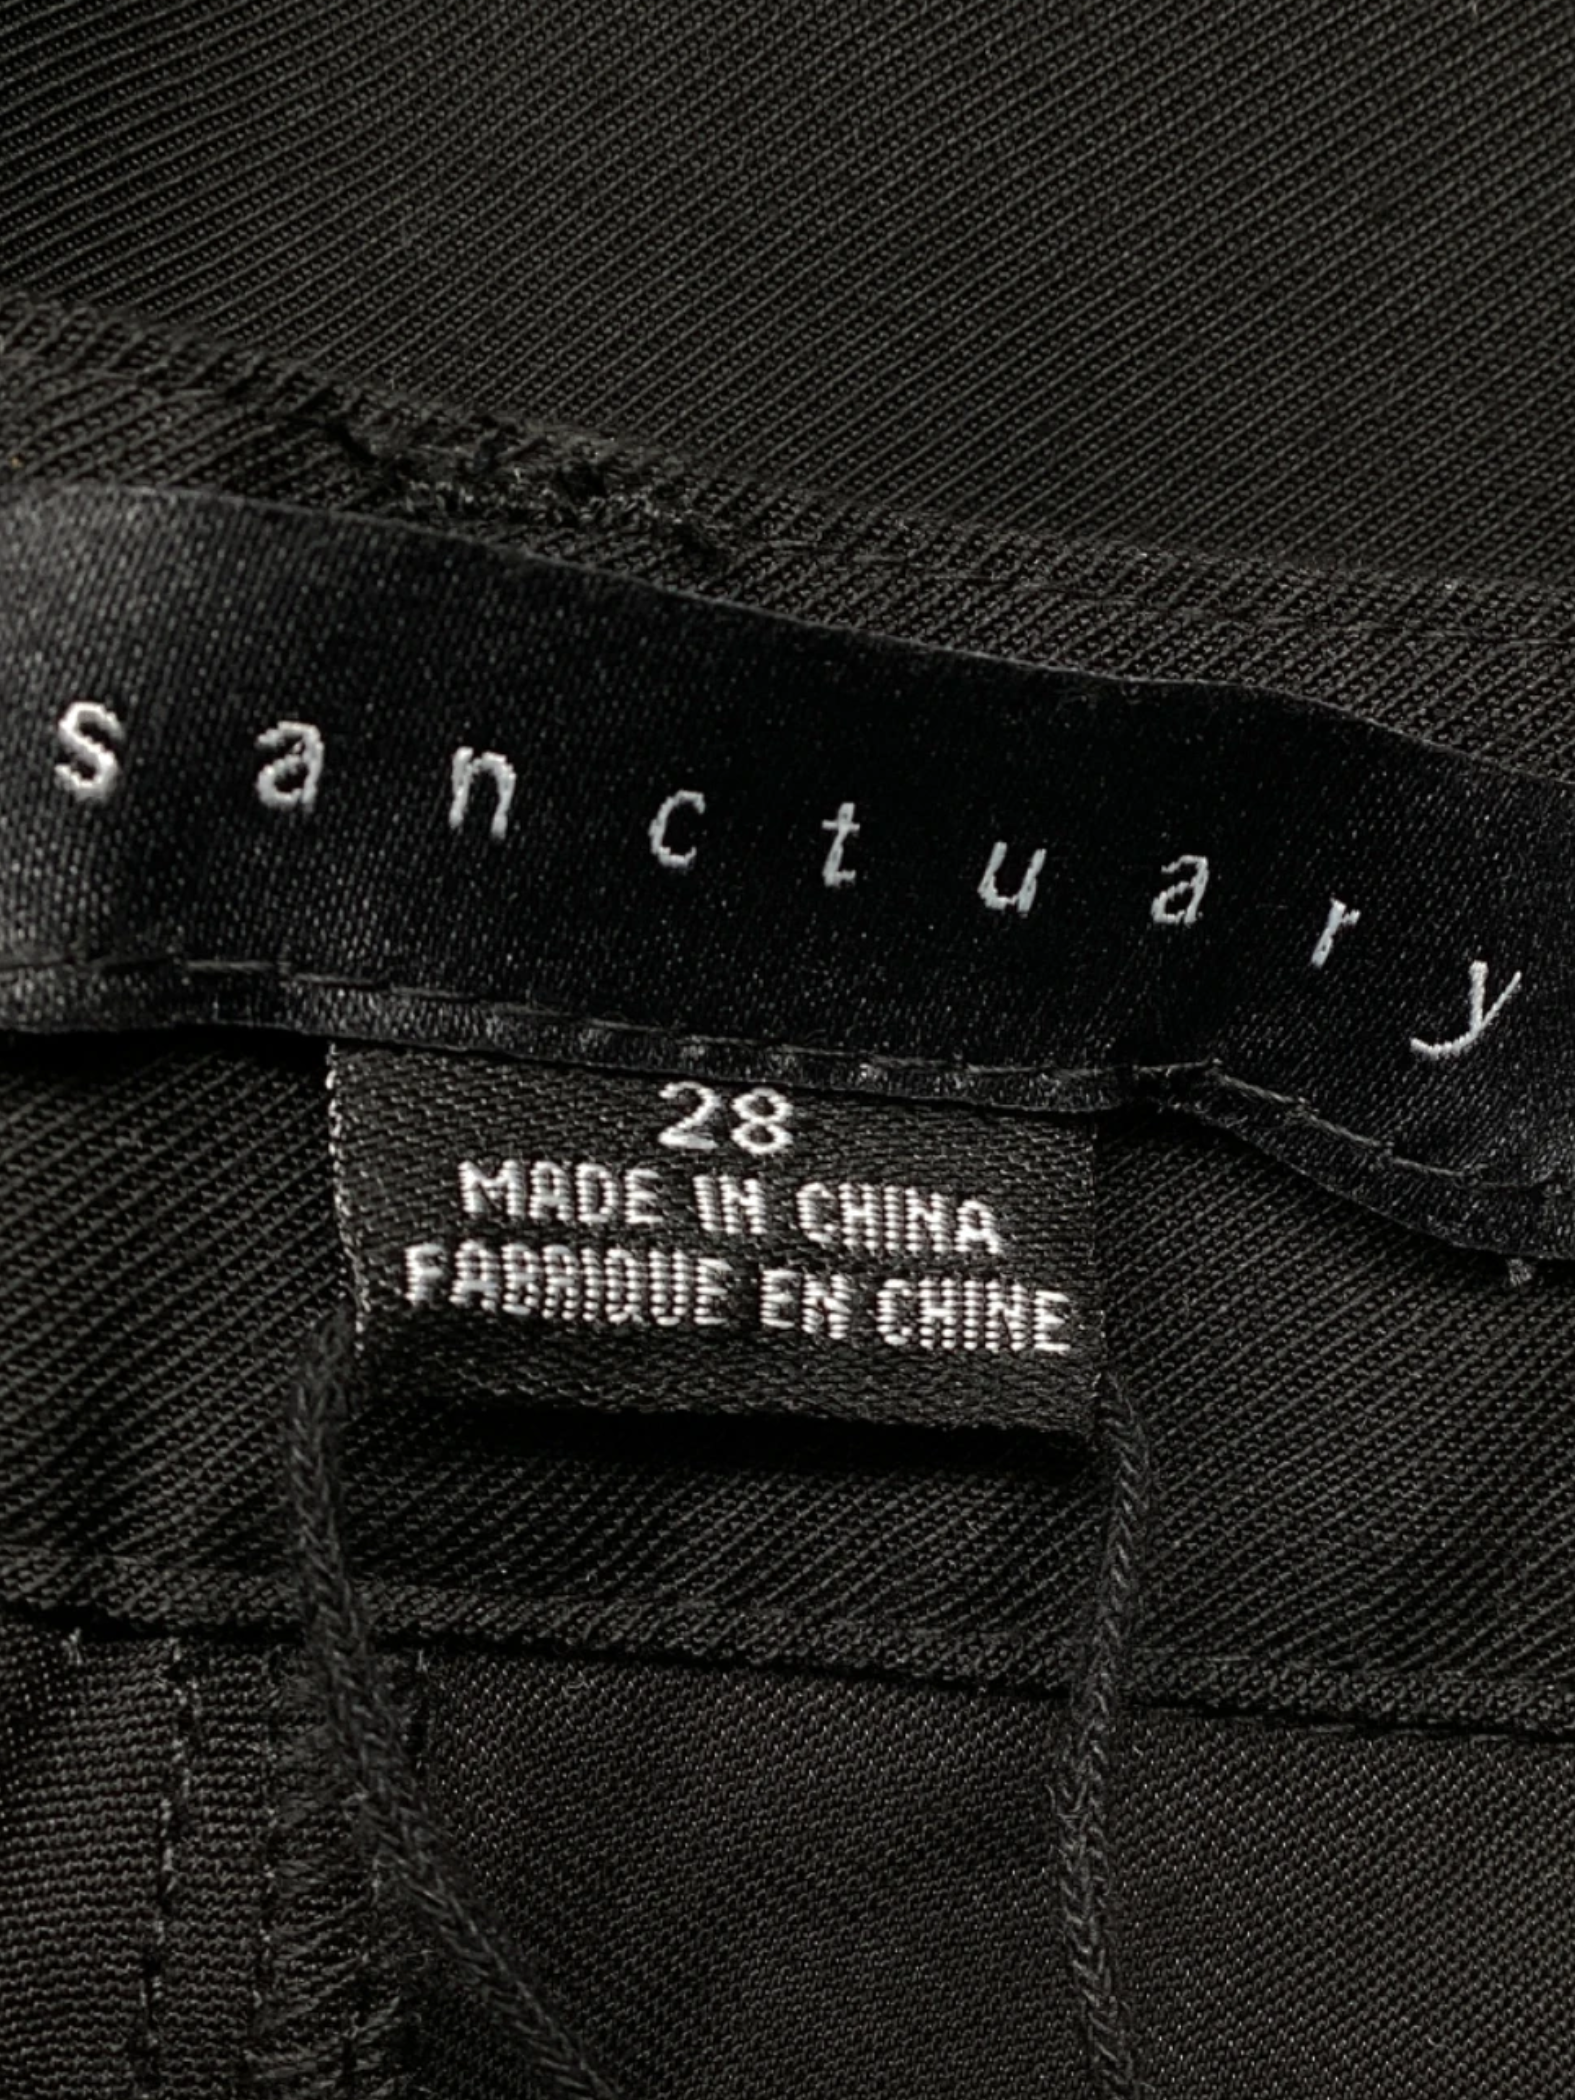 sanctuary
28
MADE IN CHINA
FABRIQUE EN CHINE